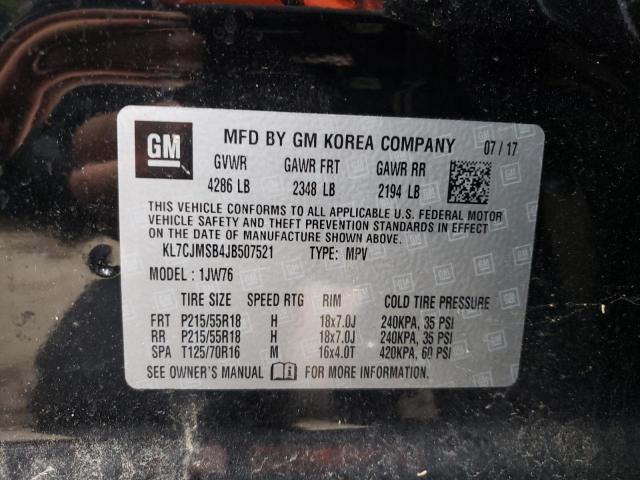 GM MFD BY GM KOREA COMPANY 07 / 17
GVWR GAWR FRT GAWR RR
4286 LB 2348 LB 2194 LB
THIS VEHICLE CONFORMS TO ALL APPLICABLE U.S. FEDERAL MOTOR
VEHICLE SAFETY AND THEFT PREVENTION STANDARDS IN EFFECT
ON THE DATE OF MANUFACTURE SHOWN ABOVE.
KL7CJMSB4JB507521 TYPE: MPV
MODEL: 1JW76
TIRE SIZE SPEED RTG RIM COLD TIRE PRESSURE
FRT P215/55R18 H 18x7.0J 240KPA, 35 PSI
RR P215/55R18 H 18x7.0J 240KPA, 35 PSI
SPA T125/70R16 M 16x4.0T 420KPA, 60 PSI
SEE OWNER'S MANUAL FOR MORE INFORMATION.